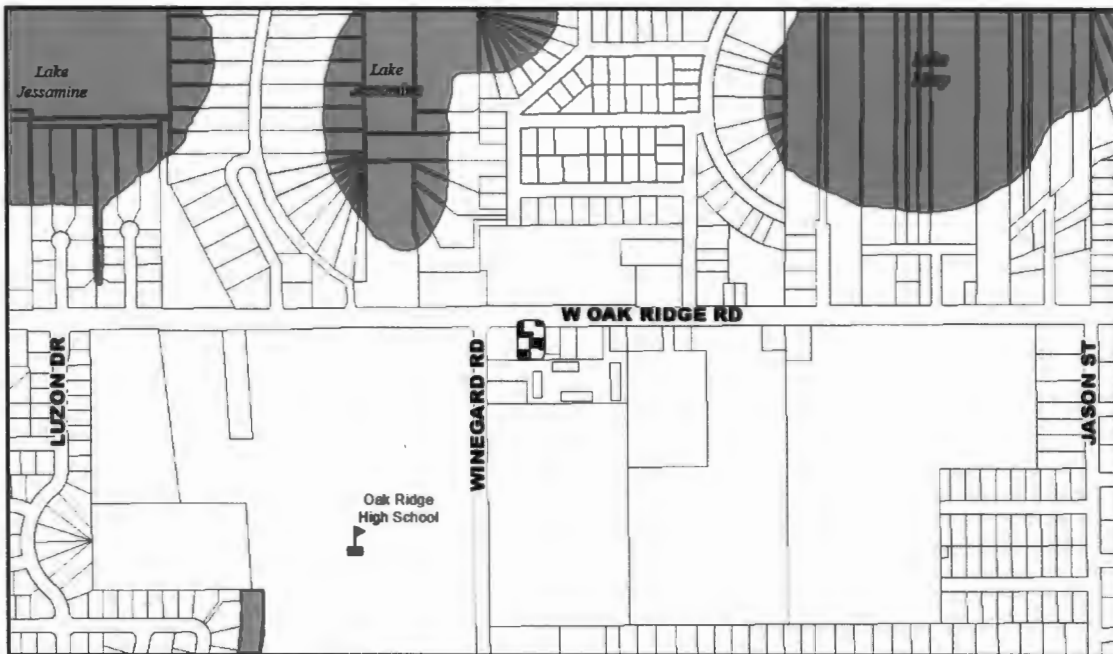 Lake
Jessamine
Lake
W OAK RIDGE RD
LUZON DR
WINEGARD RD
JASON ST
Oak Ridge
High School